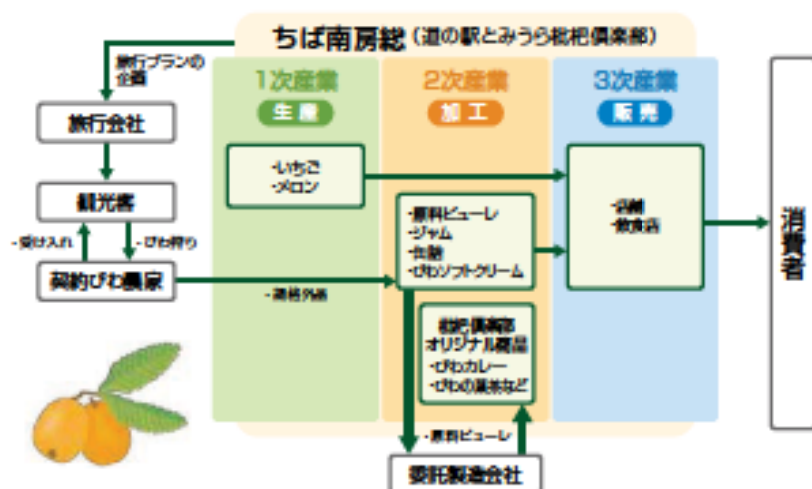 ちば南房総(道の駅とみうら枇杷倶楽部)
旅行プランの
企画
旅行会社
観光客
・受け入れ
・びわ狩り
契約びわ農家
1次産業
生産
2次産業
加工
3次産業
販売
・いちご
・メロン
・規格外品
・原料ピューレ
・ジャム
・缶詰
・びわソフトクリーム
枇杷倶楽部
オリジナル商品
・びわカレー
・びわの葉茶など
・原料ピューレ
委託製造会社
・店舗
・飲食店
消費者